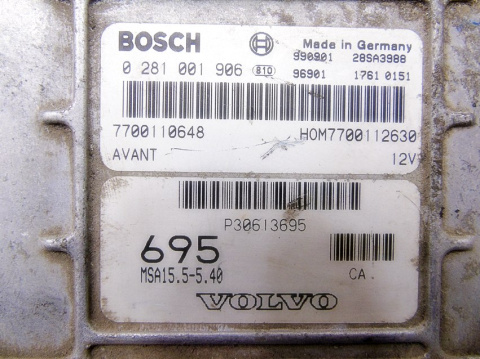 BOSCH
Made in Germany
0 281 001 906 810 990901 28SA3988
96901 1761 0151
7700110648 HOM7700112630
AVANT 12V
P30613695
695
MSA15.5-5.40 CA
VOLVO